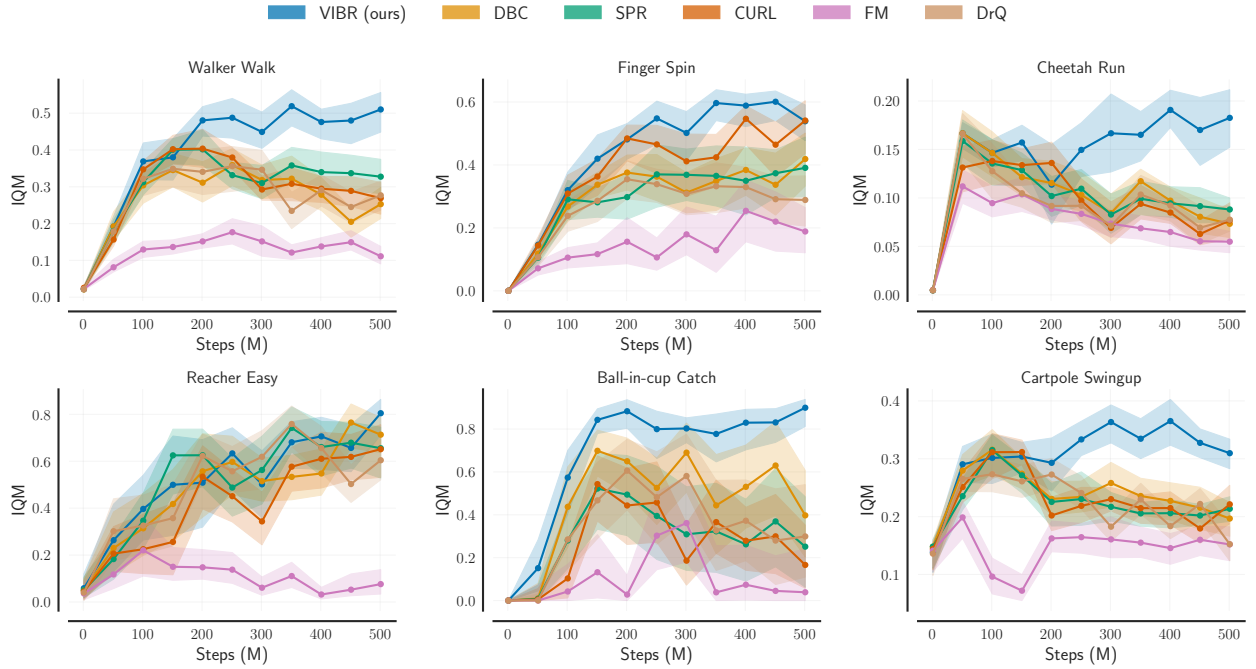 VIBR (ours) DBC SPR CURL FM DrQ
Walker Walk Finger Spin Cheetah Run
IQM 0.0 0.1 0.2 0.3 0.4 0.5
0 100 200 300 400 500
Steps (M)
IQM 0.0 0.2 0.4 0.6
0 100 200 300 400 500
Steps (M)
IQM 0.00 0.05 0.10 0.15 0.20
0 100 200 300 400 500
Steps (M)
Reacher Easy Ball-in-cup Catch Cartpole Swingup
IQM 0.0 0.2 0.4 0.6 0.8
0 100 200 300 400 500
Steps (M)
IQM 0.0 0.2 0.4 0.6 0.8
0 100 200 300 400 500
Steps (M)
IQM 0.1 0.2 0.3 0.4
0 100 200 300 400 500
Steps (M)